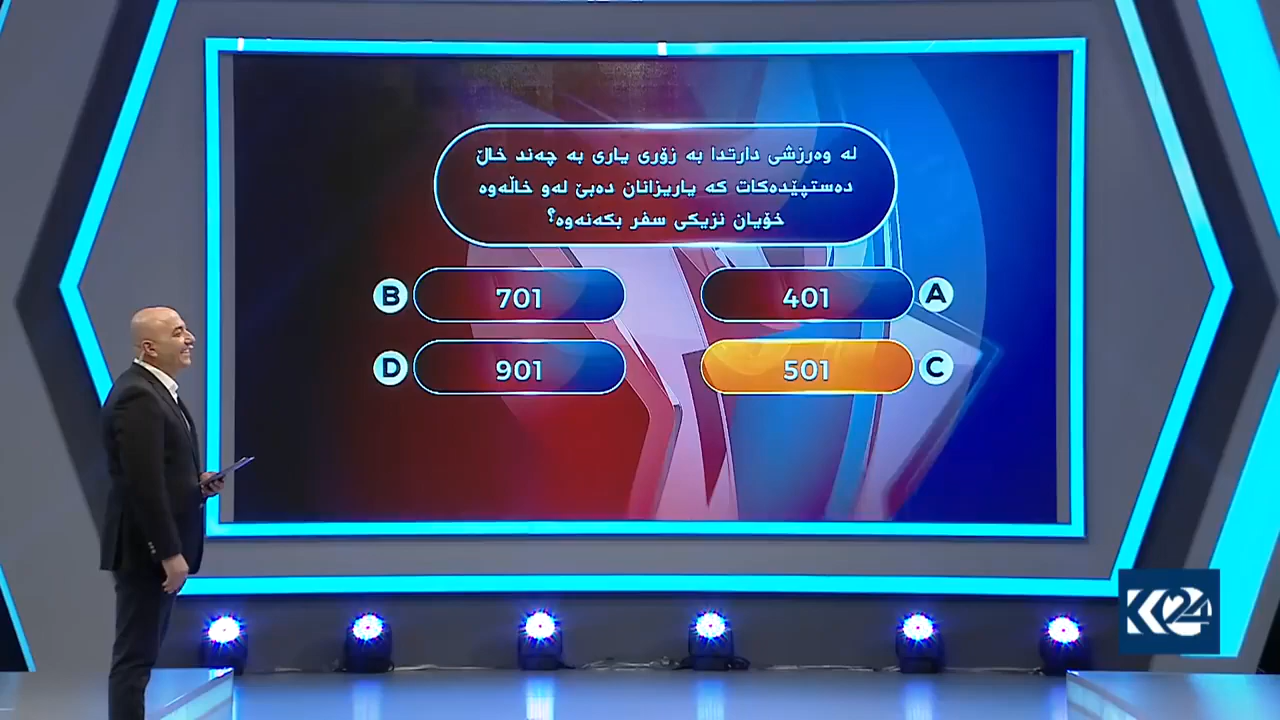 لە وەرزشی دارتدا بە زۆری یاری بە چەند خاڵ
دەستپێدەکات کە یاریزانان دەبێ لەو خاڵەوە
خۆیان نزیکی سفر بکەنەوە؟
401 A
701 B
501 C
901 D
K24